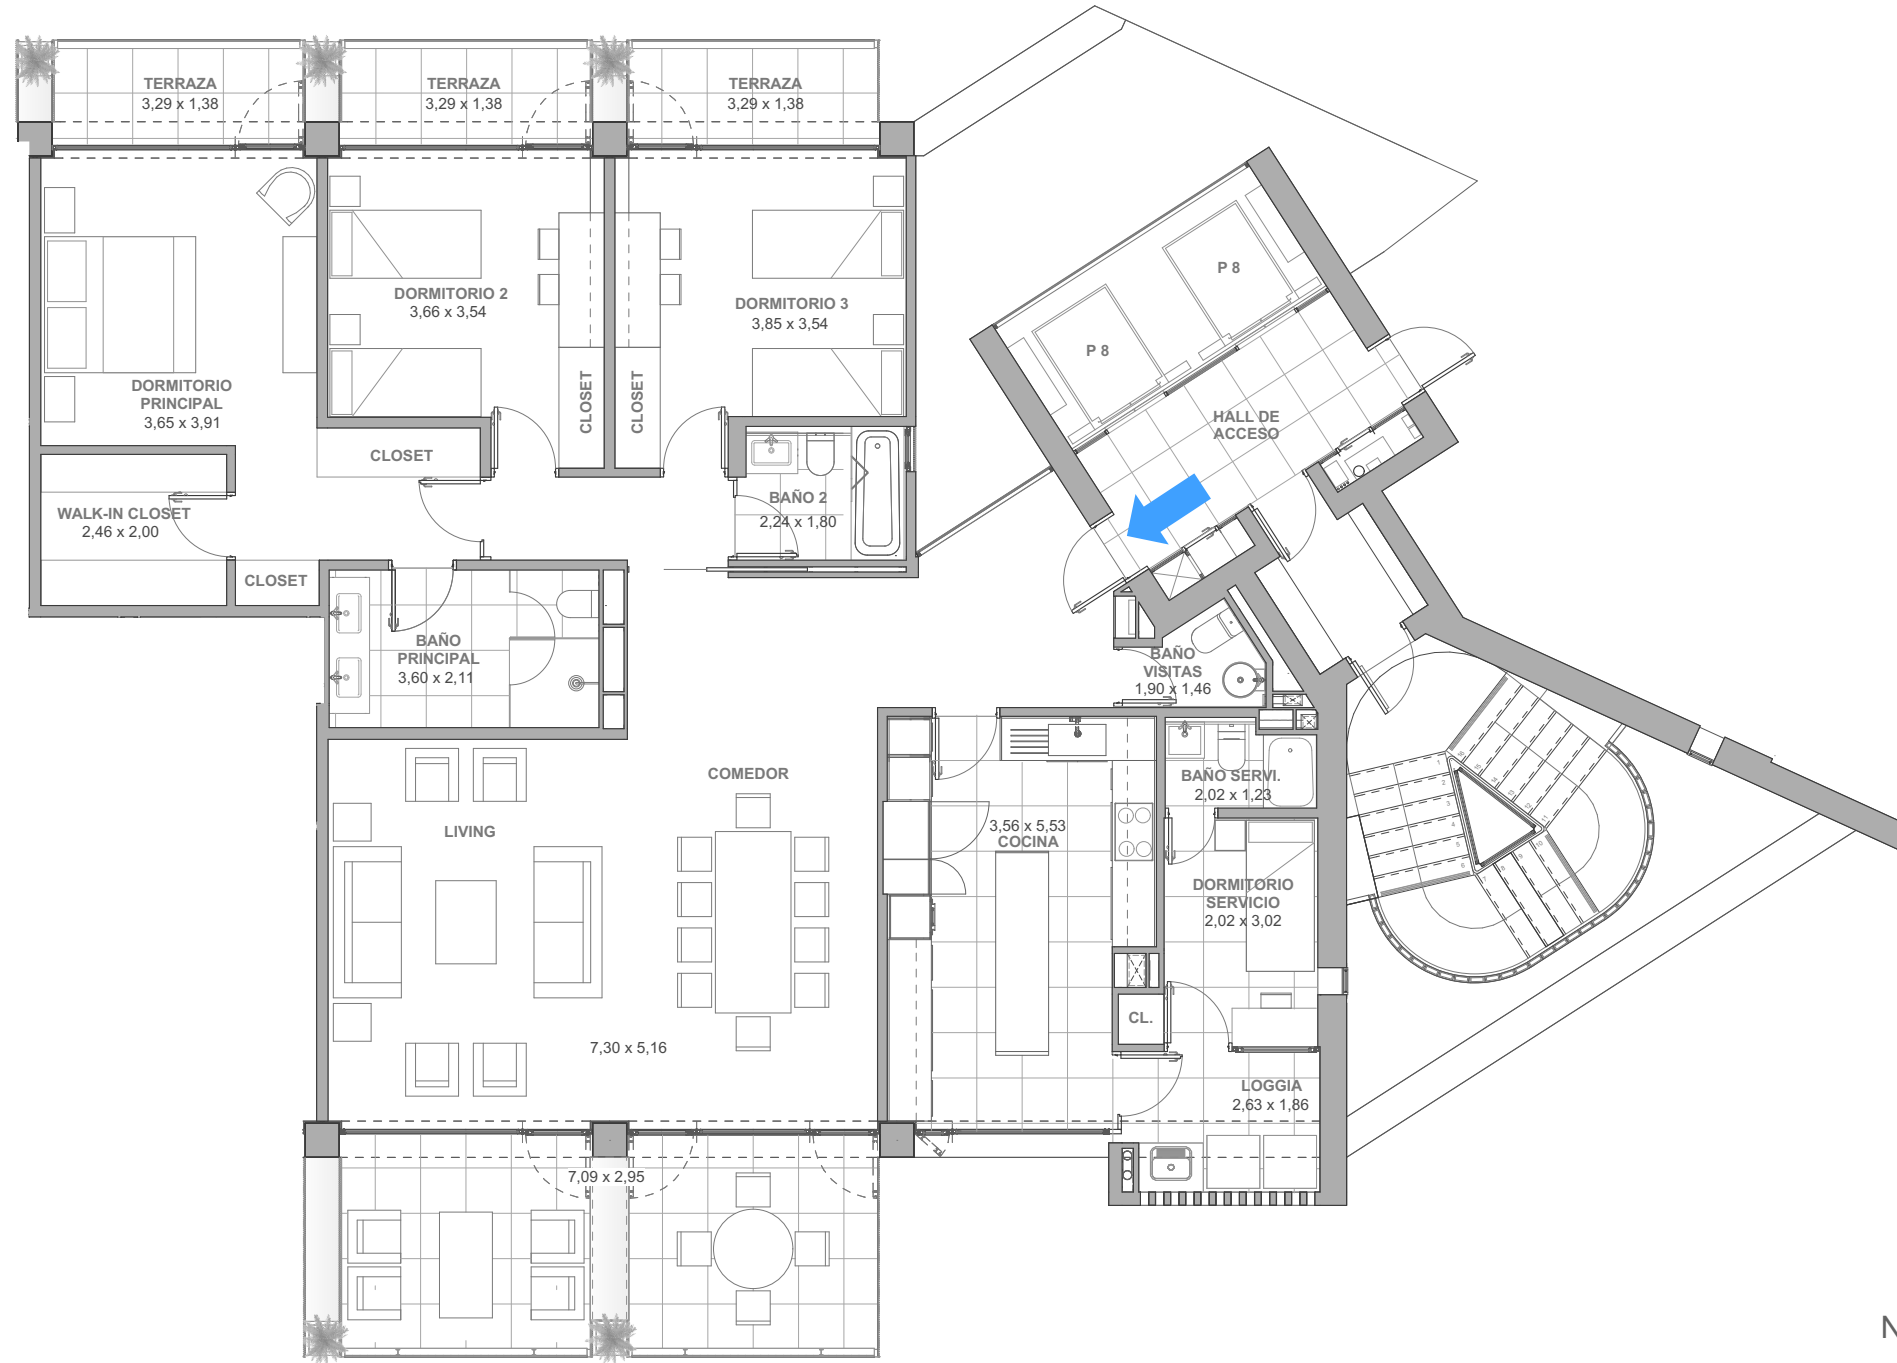 TERRAZA
3,29 x 1,38
TERRAZA
3,29 x 1,38
TERRAZA
3,29 x 1,38
P 8
P 8
DORMITORIO 2
3,66 x 3,54
DORMITORIO 3
3,85 x 3,54
DORMITORIO
PRINCIPAL
3,65 x 3,91
CLOSET
CLOSET
HALL DE
ACCESO
CLOSET
WALK-IN CLOSET
2,46 x 2,00
BAÑO 2
2,24 x 1,80
CLOSET
BAÑO
PRINCIPAL
3,60 x 2,11
BAÑO
VISITAS
1,90 x 1,46
COMEDOR
BAÑO SERVI.
2,02 x 1,23
LIVING
3,56 x 5,53
COCINA
DORMITORIO
SERVICIO
2,02 x 3,02
CL.
7,30 x 5,16
LOGGIA
2,63 x 1,86
7,09 x 2,95
N